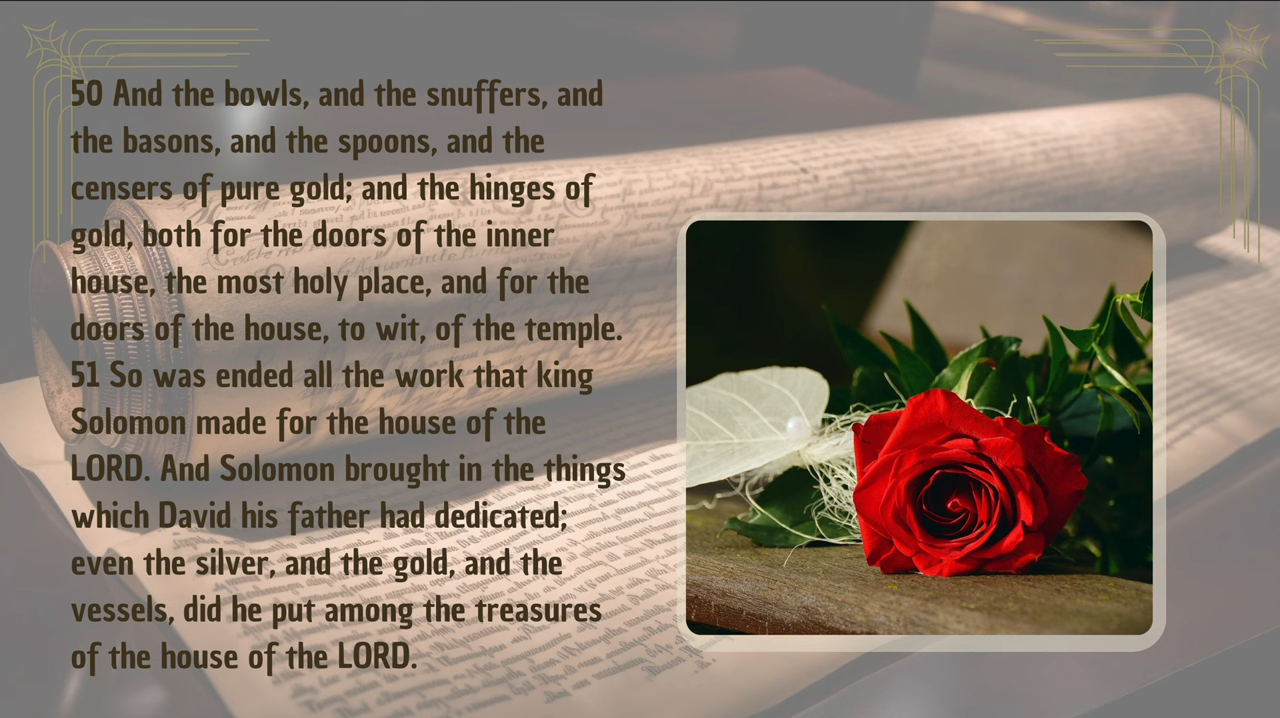 50 And the bowls, and the snuffers, and
the basons, and the spoons, and the
censers of pure gold; and the hinges of
gold, both for the doors of the inner
house, the most holy place, and for the
doors of the house, to wit, of the temple.
51 So was ended all the work that king
Solomon made for the house of the
LORD. And Solomon brought in the things
which David his father had dedicated;
even the silver, and the gold, and the
vessels, did he put among the treasures
of the house of the LORD.